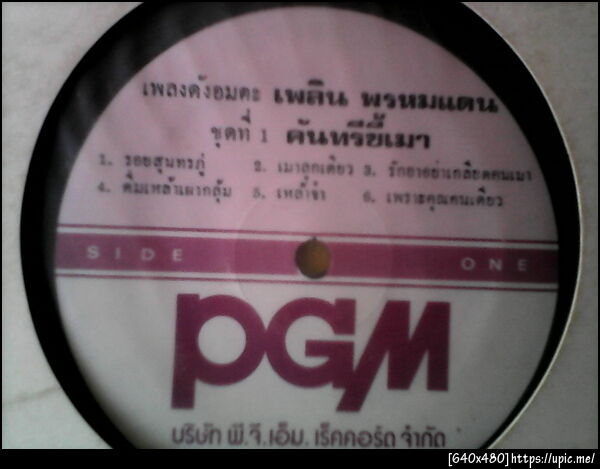 เพลงดังอมตะ เพลิน พรหมแดน
ชุดที่ 1 คันทรีขี้เมา
1. รอยสุนทรภู่ 2. เมาลูกเดียว 3. รักอาอย่าเกลียดคนเมา
4. ดื่มเหล้าเผากลุ้ม 5. เหล้าจ๋า 6. เพราะคุณคนเดียว
SIDE ONE
PGM
บริษัท พี.จี.เอ็ม. เร็คคอร์ด จำกัด
[640x480]https://upic.me/